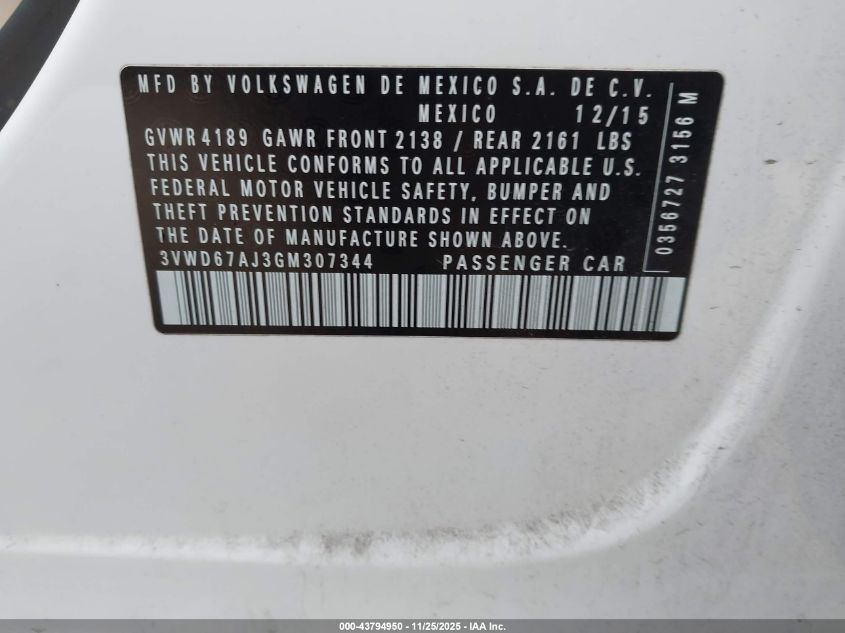 MFD BY VOLKSWAGEN DE MEXICO S.A. DE C.V.
MEXICO 12/15
GVWR 4189 GAWR FRONT 2138 / REAR 2161 LBS
THIS VEHICLE CONFORMS TO ALL APPLICABLE U.S.
FEDERAL MOTOR VEHICLE SAFETY, BUMPER AND
THEFT PREVENTION STANDARDS IN EFFECT ON
THE DATE OF MANUFACTURE SHOWN ABOVE.
3VWD67AJ3GM307344 PASSENGER CAR
0356727 3156 M
000-43794950 - 11/25/2025 - IAA Inc.